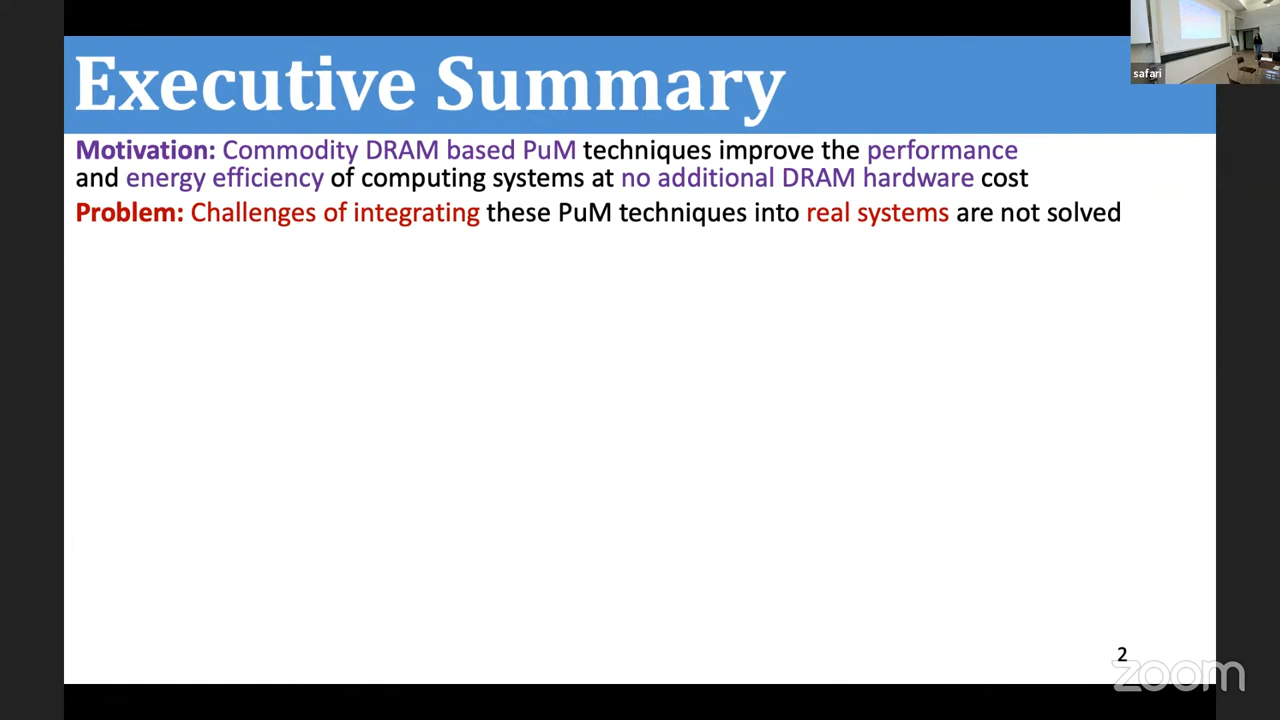 Executive Summary
safari
Motivation: Commodity DRAM based PuM techniques improve the performance
and energy efficiency of computing systems at no additional DRAM hardware cost
Problem: Challenges of integrating these PuM techniques into real systems are not solved
2
zoom